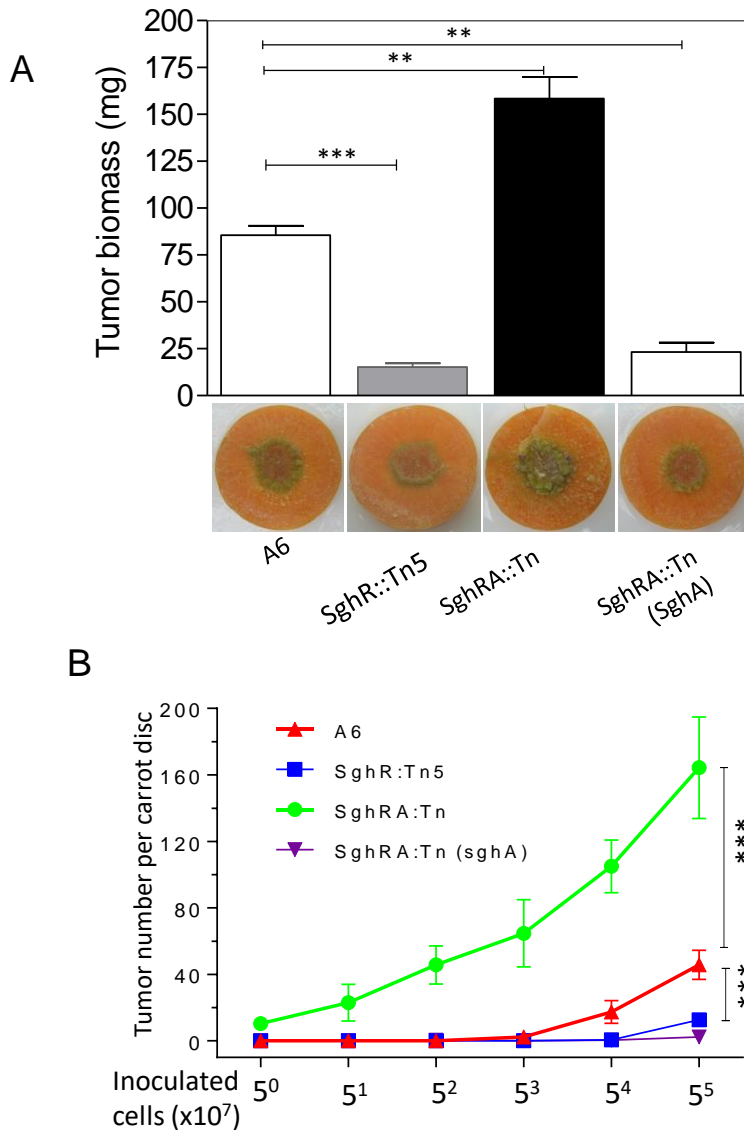 A
Tumor biomass (mg)
200
175
150
125
100
75
50
25
0
**
**
***
A6
SghR::Tn5
SghRA::Tn
SghRA::Tn
(SghA)
B
Tumor number per carrot disc
200
160
120
80
40
0
A6
SghR:Tn5
SghRA:Tn
SghRA:Tn (sghA)
***
***
Inoculated
cells (x10⁷)
5⁰
5¹
5²
5³
5⁴
5⁵